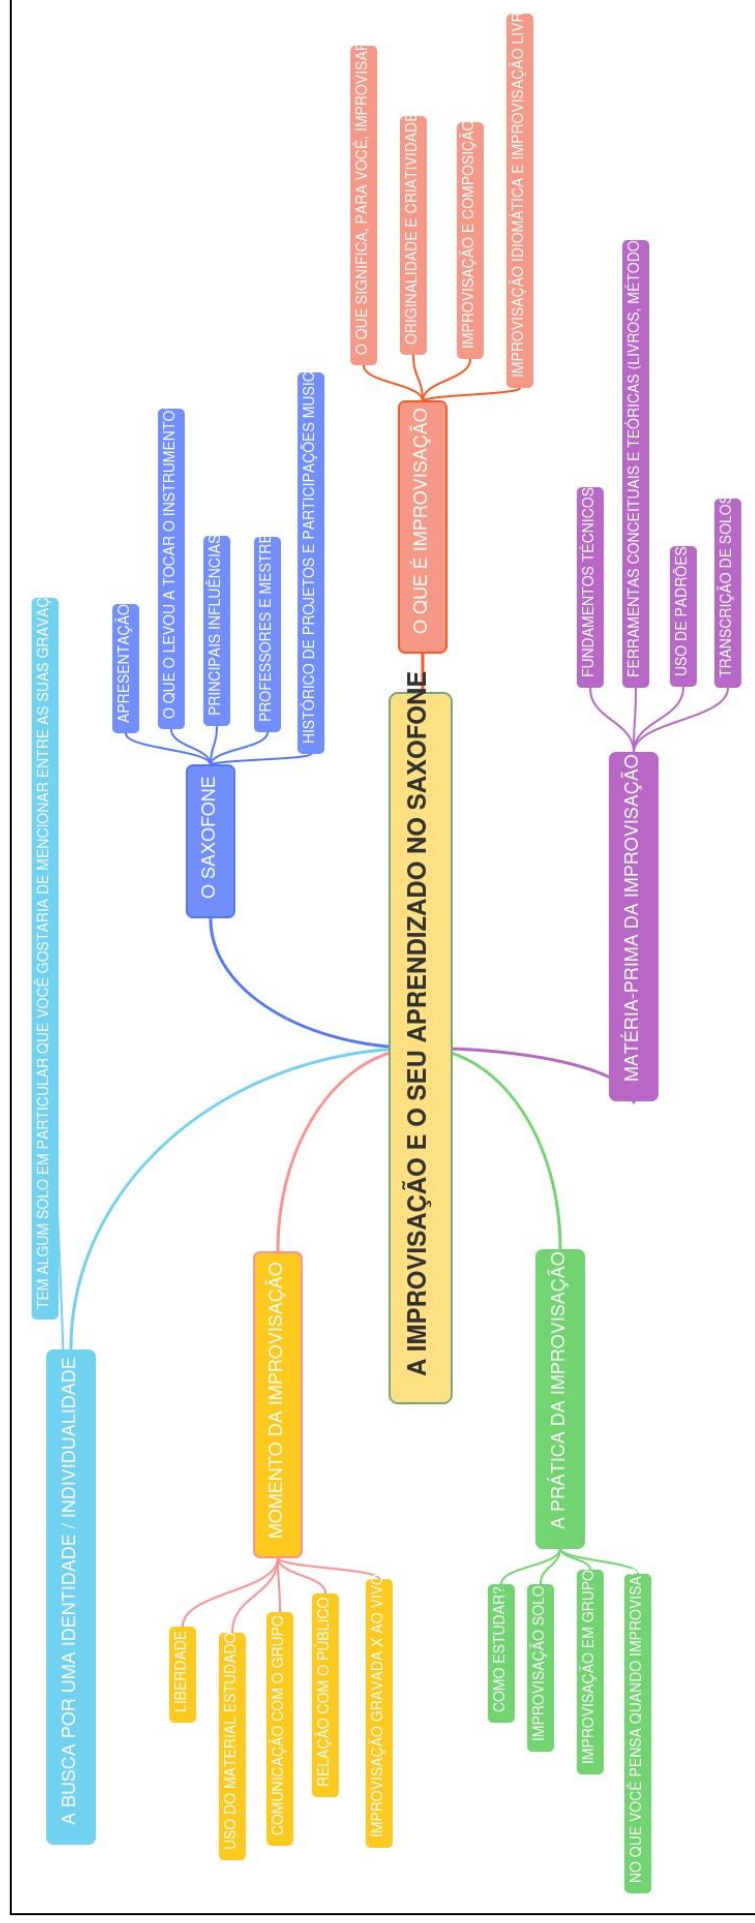 A IMPROVISAÇÃO E O SEU APRENDIZADO NO SAXOFONE
A BUSCA POR UMA IDENTIDADE / INDIVIDUALIDADE
TEM ALGUM SOLO EM PARTICULAR QUE VOCÊ GOSTARIA DE MENCIONAR ENTRE AS SUAS GRAVAÇ
O SAXOFONE
APRESENTAÇÃO
O QUE O LEVOU A TOCAR O INSTRUMENTO
PRINCIPAIS INFLUÊNCIAS
PROFESSORES E MESTRE
HISTÓRICO DE PROJETOS E PARTICIPAÇÕES MUSIC
O QUE É IMPROVISAÇÃO
O QUE SIGNIFICA, PARA VOCÊ, IMPROVISAR
ORIGINALIDADE E CRIATIVIDADE
IMPROVISAÇÃO E COMPOSIÇÃO
IMPROVISAÇÃO IDIOMÁTICA E IMPROVISAÇÃO LIVR
MATÉRIA-PRIMA DA IMPROVISAÇÃO
FUNDAMENTOS TÉCNICOS
FERRAMENTAS CONCEITUAIS E TEÓRICAS (LIVROS, MÉTODO
USO DE PADRÕES
TRANSCRIÇÃO DE SOLOS
MOMENTO DA IMPROVISAÇÃO
LIBERDADE
USO DO MATERIAL ESTUDADO
COMUNICAÇÃO COM O GRUPO
RELAÇÃO COM O PÚBLICO
IMPROVISAÇÃO GRAVADA X AO VIVO
A PRÁTICA DA IMPROVISAÇÃO
COMO ESTUDAR?
IMPROVISAÇÃO SOLO
IMPROVISAÇÃO EM GRUPO
NO QUE VOCÊ PENSA QUANDO IMPROVISA